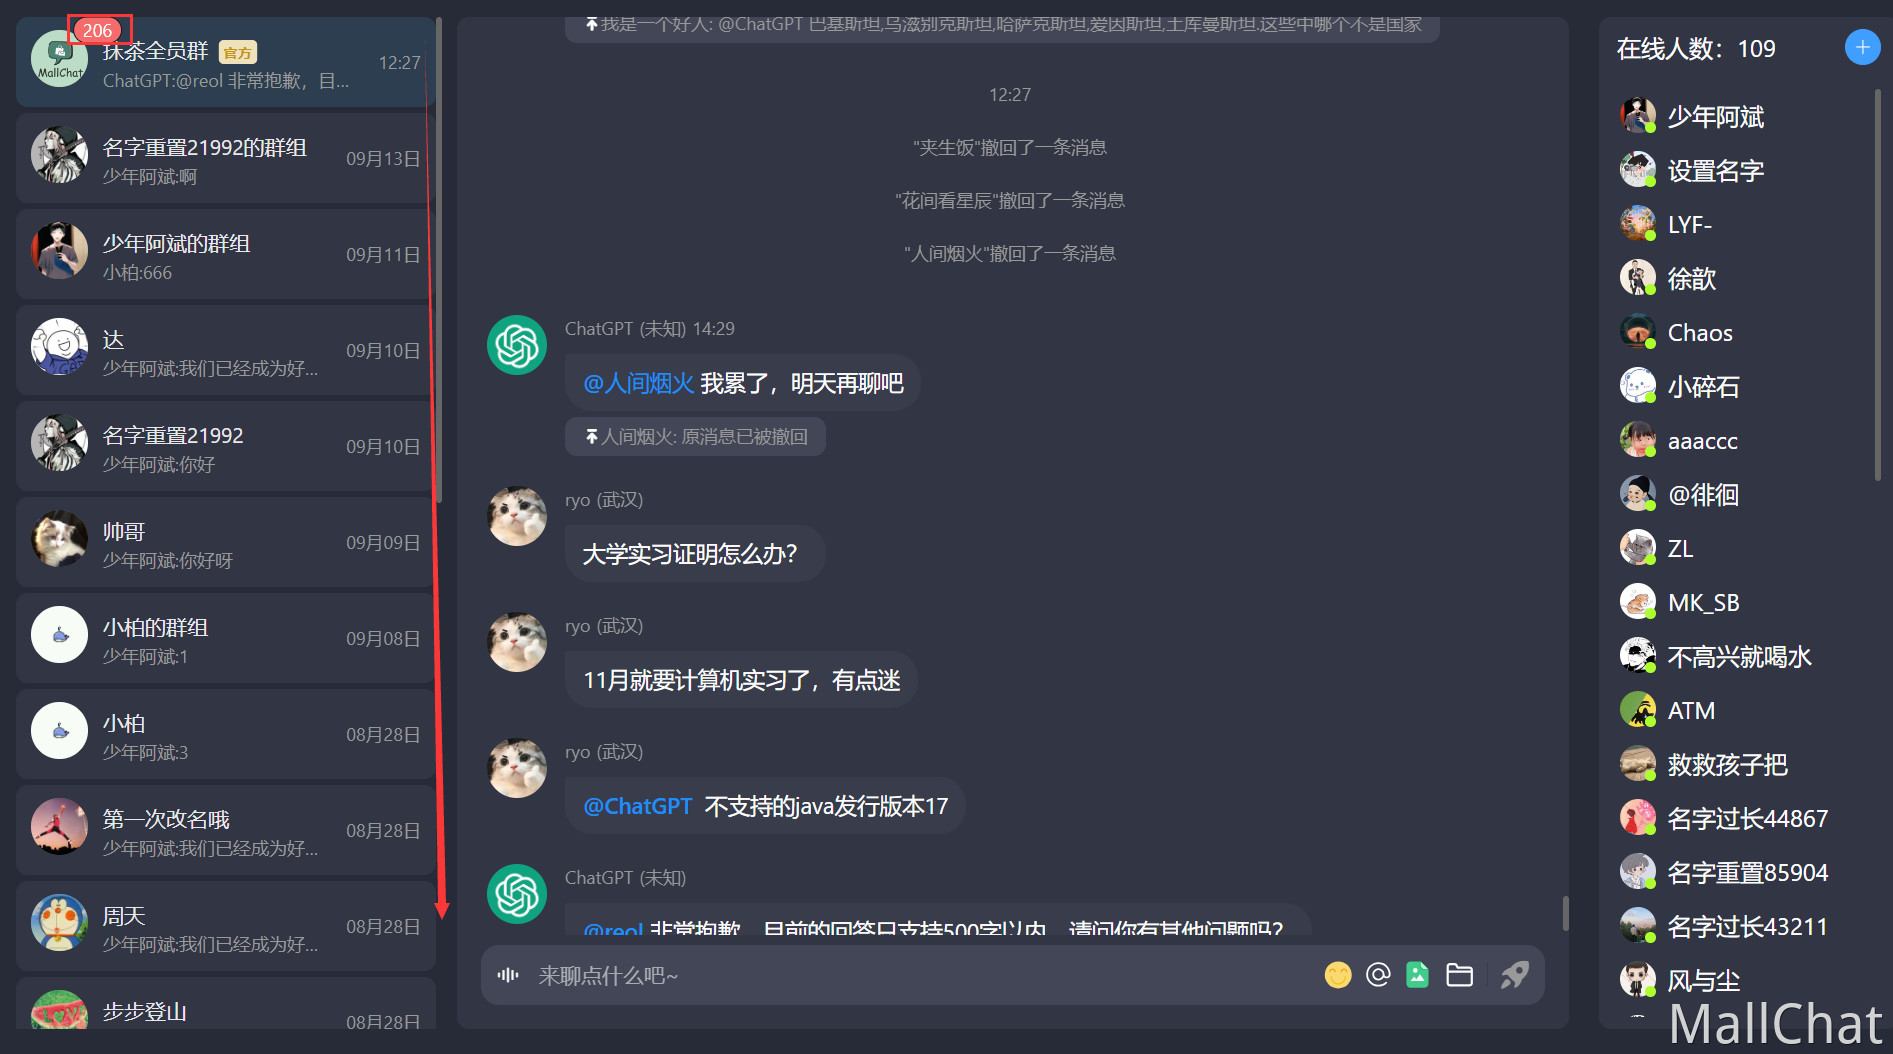 206
MallChat
抹茶全员群 官方
12:27
ChatGPT:@reol 非常抱歉，目...
名字重置21992的群组
09月13日
少年阿斌:啊
少年阿斌的群组
09月11日
小柏:666
达
09月10日
少年阿斌:我们已经成为好...
名字重置21992
09月10日
少年阿斌:你好
帅哥
09月09日
少年阿斌:你好呀
小柏的群组
09月08日
少年阿斌:1
小柏
08月28日
少年阿斌:3
第一次改名哦
08月28日
少年阿斌:我们已经成为好...
周天
08月28日
少年阿斌:我们已经成为好...
步步登山
08月28日
我是一个好人: @ChatGPT 巴基斯坦,乌滋别克斯坦,哈萨克斯坦,爱因斯坦,土库曼斯坦.这些中哪个不是国家
12:27
"夹生饭"撤回了一条消息
"花间看星辰"撤回了一条消息
"人间烟火"撤回了一条消息
ChatGPT (未知) 14:29
@人间烟火 我累了，明天再聊吧
人间烟火: 原消息已被撤回
ryo (武汉)
大学实习证明怎么办？
ryo (武汉)
11月就要计算机实习了，有点迷
ryo (武汉)
@ChatGPT 不支持的java发行版本17
ChatGPT (未知)
@reol 非常抱歉，目前的回答只支持500字以内，请问你有其他问题吗？
来聊点什么吧~
在线人数：109
少年阿斌
设置名字
LYF-
徐歆
Chaos
小碎石
aaaccc
@徘徊
ZL
MK_SB
不高兴就喝水
ATM
救救孩子把
名字过长44867
名字重置85904
名字过长43211
风与尘
MallChat